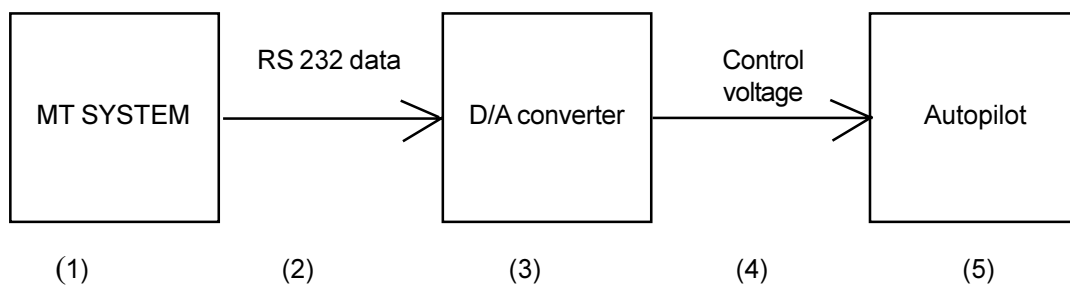 RS 232 data
Control
voltage
MT SYSTEM
D/A converter
Autopilot
(1)
(2)
(3)
(4)
(5)